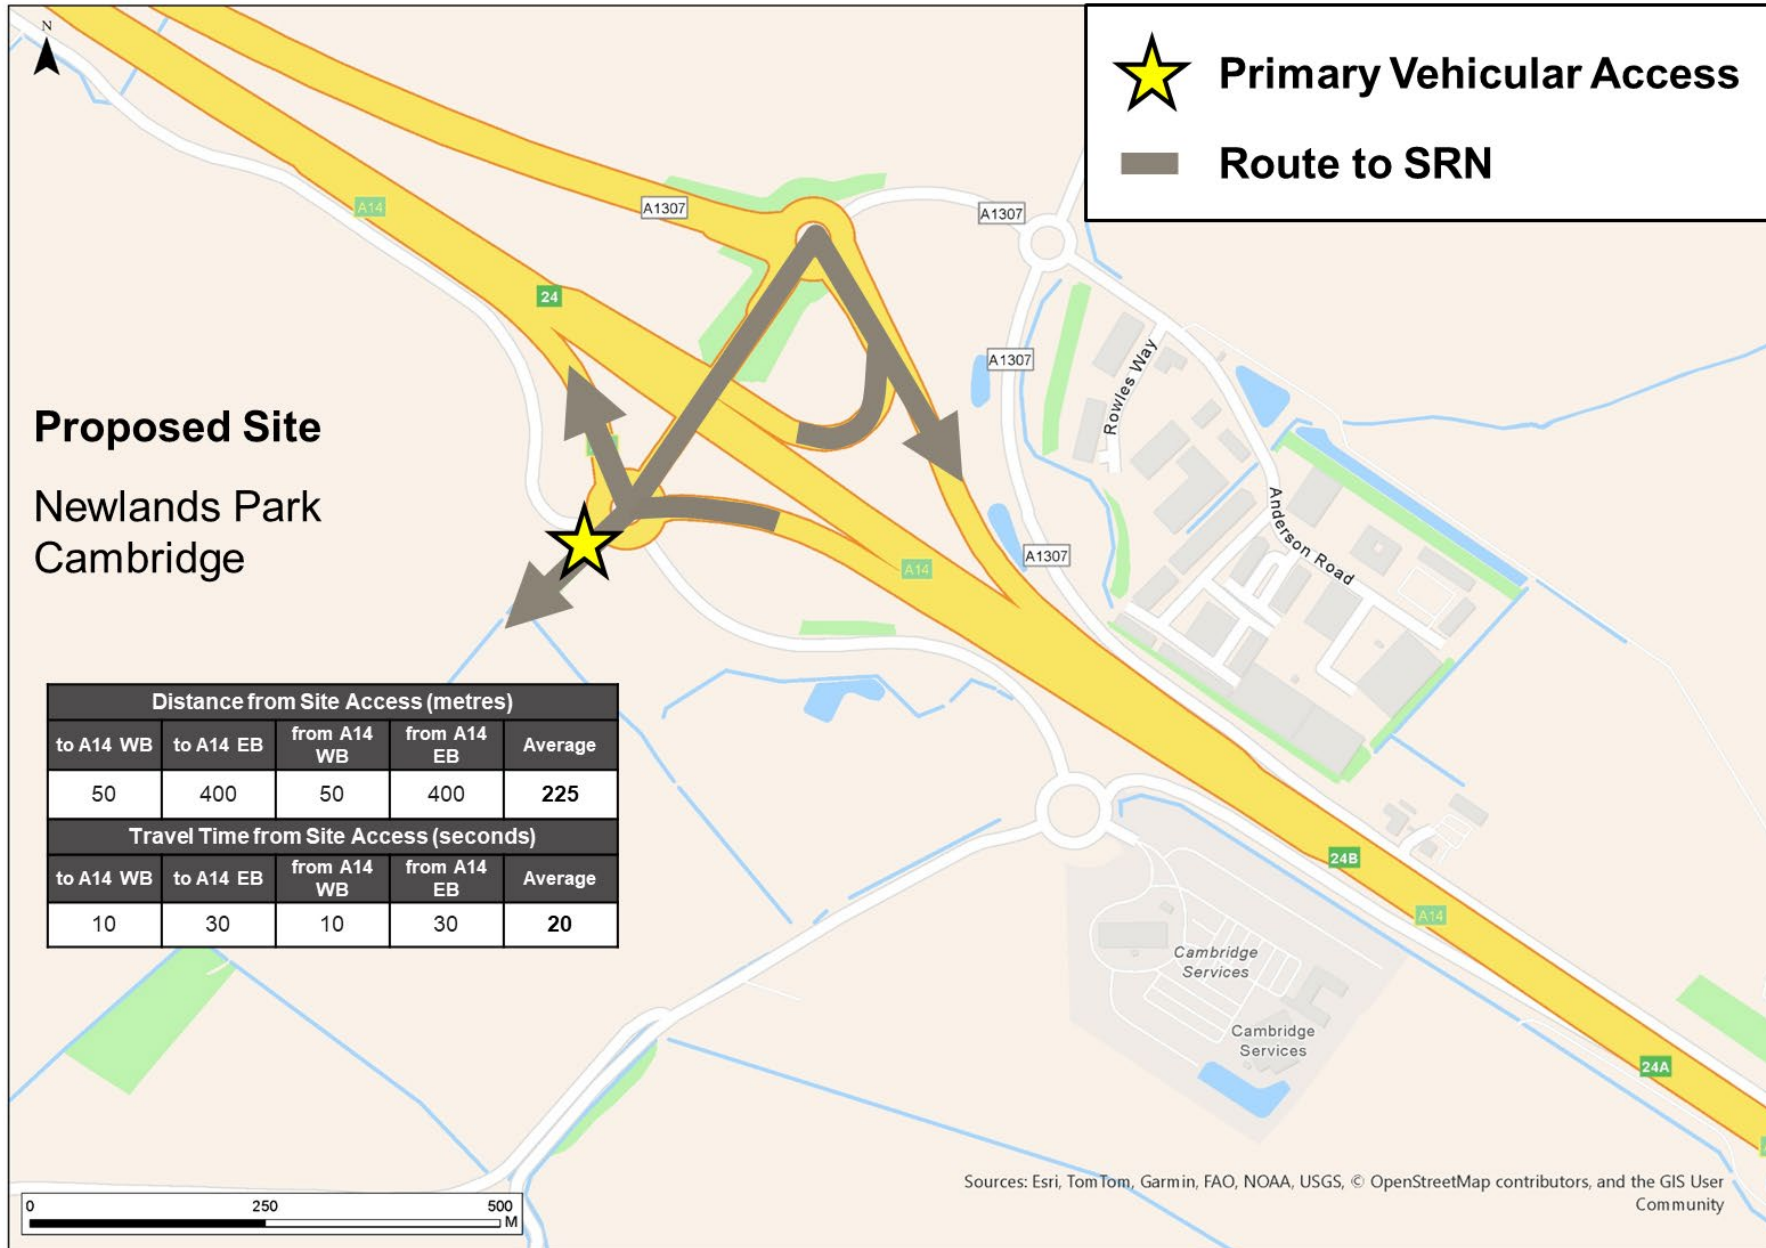 N
Primary Vehicular Access
Route to SRN
A14
A1307
A1307
24
A1307
Rowles Way
Proposed Site
Newlands Park
Cambridge
Anderson Road
A1307
A14
Distance from Site Access (metres)
to A14 WB to A14 EB from A14 WB from A14 EB Average
50 400 50 400 225
Travel Time from Site Access (seconds)
to A14 WB to A14 EB from A14 WB from A14 EB Average
10 30 10 30 20
24B
A14
Cambridge
Services
Cambridge
Services
24A
Sources: Esri, TomTom, Garmin, FAO, NOAA, USGS, © OpenStreetMap contributors, and the GIS User
Community
0 250 500
M